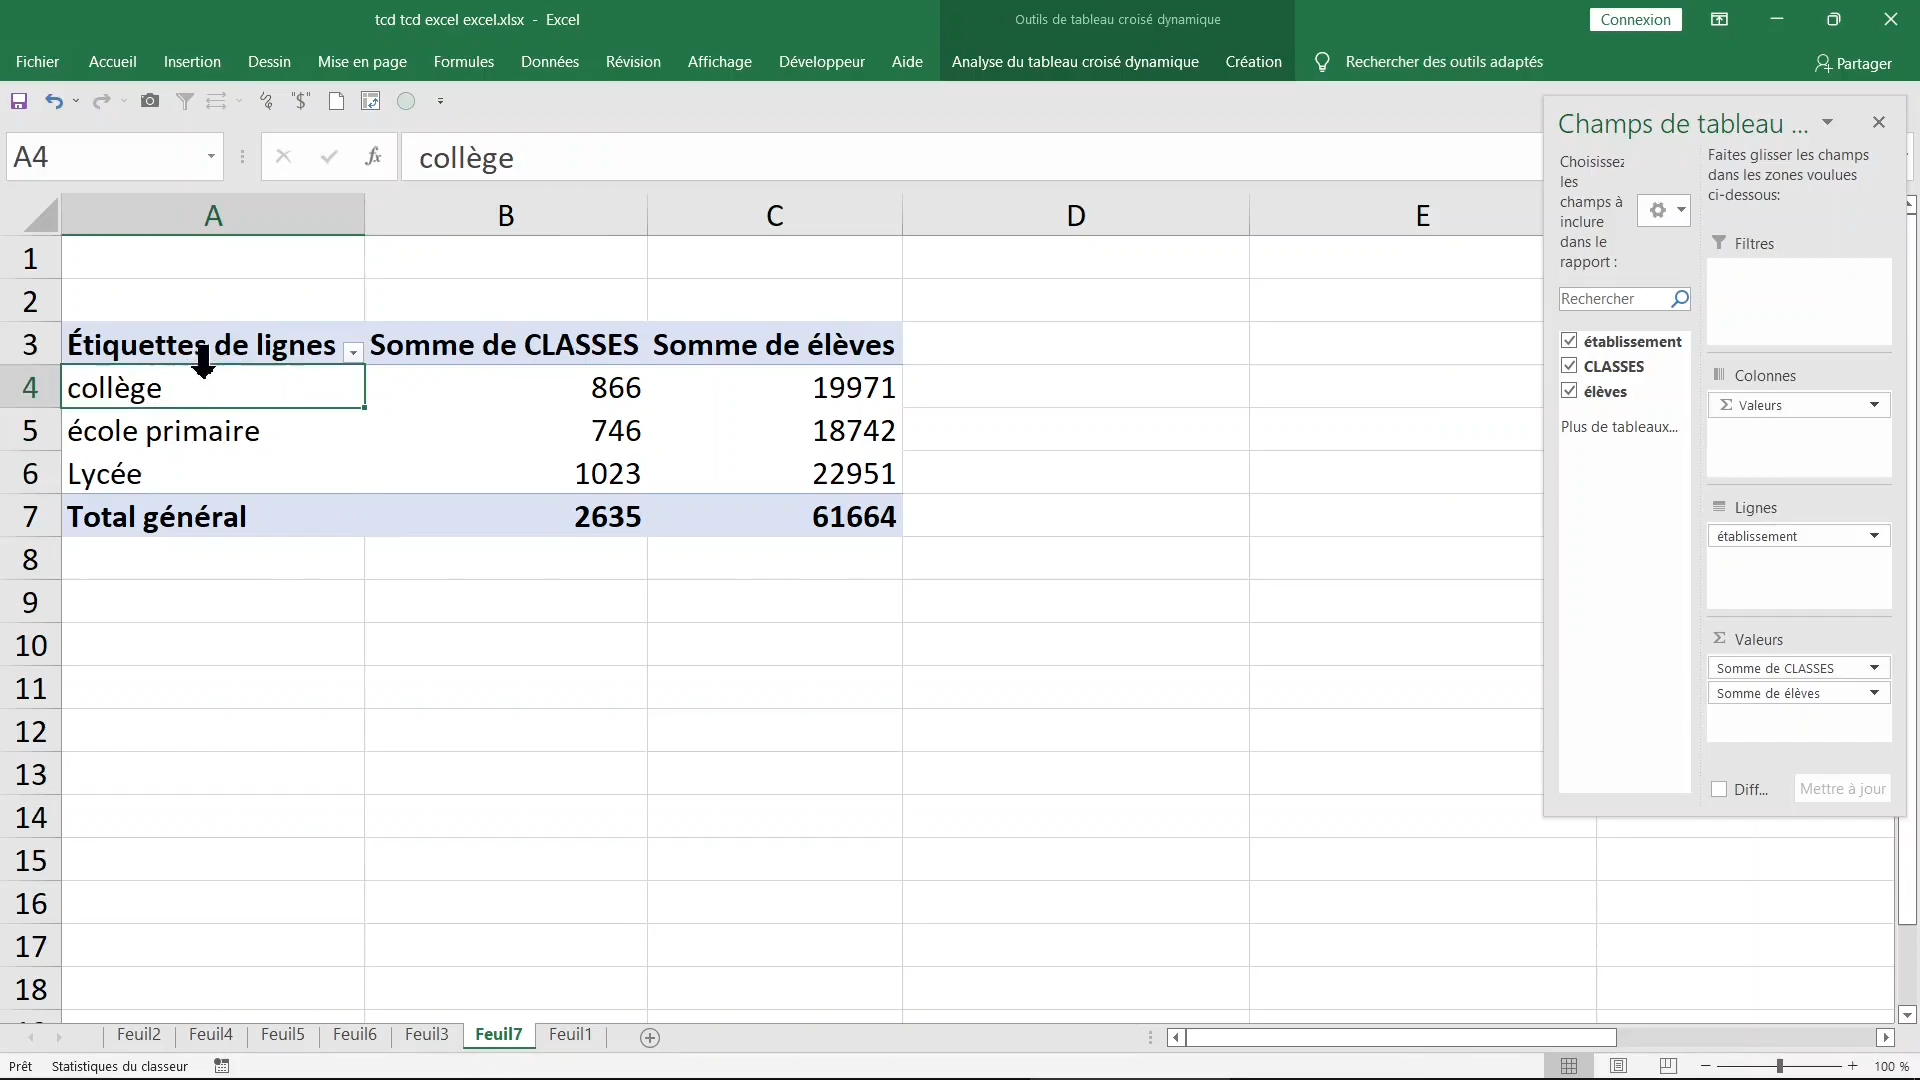 tcd tcd excel excel.xlsx - Excel
Outils de tableau croisé dynamique
Connexion
Fichier Accueil Insertion Dessin Mise en page Formules Données Révision Affichage Développeur Aide Analyse du tableau croisé dynamique Création Rechercher des outils adaptés Partager
A4
fx
collège
A B C D E
1
2
3 Étiquettes de lignes Somme de CLASSES Somme de élèves
4 collège 866 19971
5 école primaire 746 18742
6 Lycée 1023 22951
7 Total général 2635 61664
8
9
10
11
12
13
14
15
16
17
18
Champs de tableau ...
Choisissez
les
champs à
inclure
dans le
rapport :
Rechercher
établissement
CLASSES
élèves
Plus de tableaux...
Faites glisser les champs
dans les zones voulues
ci-dessous:
Filtres
Colonnes
Σ Valeurs
Lignes
établissement
Σ Valeurs
Somme de CLASSES
Somme de élèves
Diff... Mettre à jour
Feuil2 Feuil4 Feuil5 Feuil6 Feuil3 Feuil7 Feuil1
Prêt Statistiques du classeur
100 %